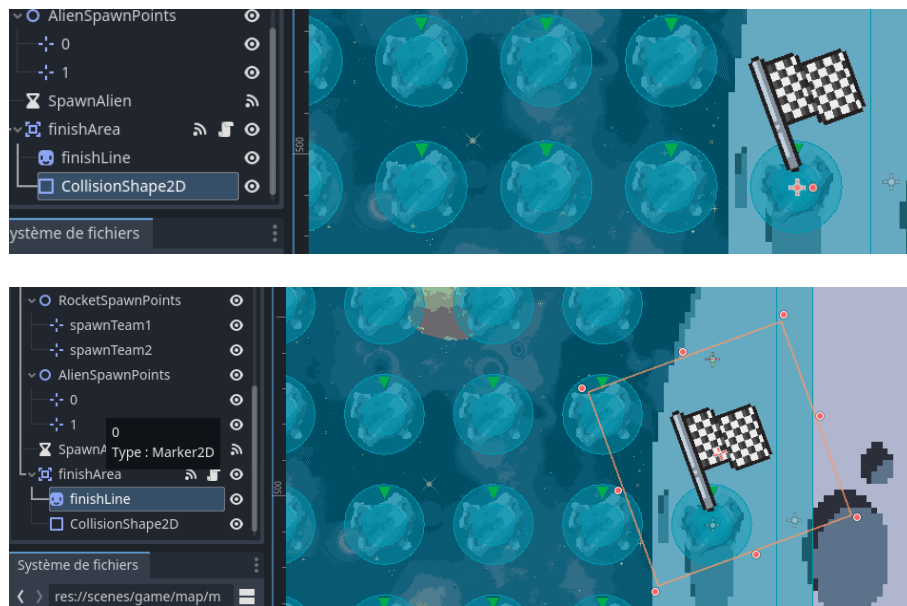 AlienSpawnPoints
0
1
SpawnAlien
finishArea
finishLine
CollisionShape2D
ystème de fichiers
500
RocketSpawnPoints
spawnTeam1
spawnTeam2
AlienSpawnPoints
0
1
0
SpawnA
Type : Marker2D
finishArea
finishLine
CollisionShape2D
500
Système de fichiers
res://scenes/game/map/m